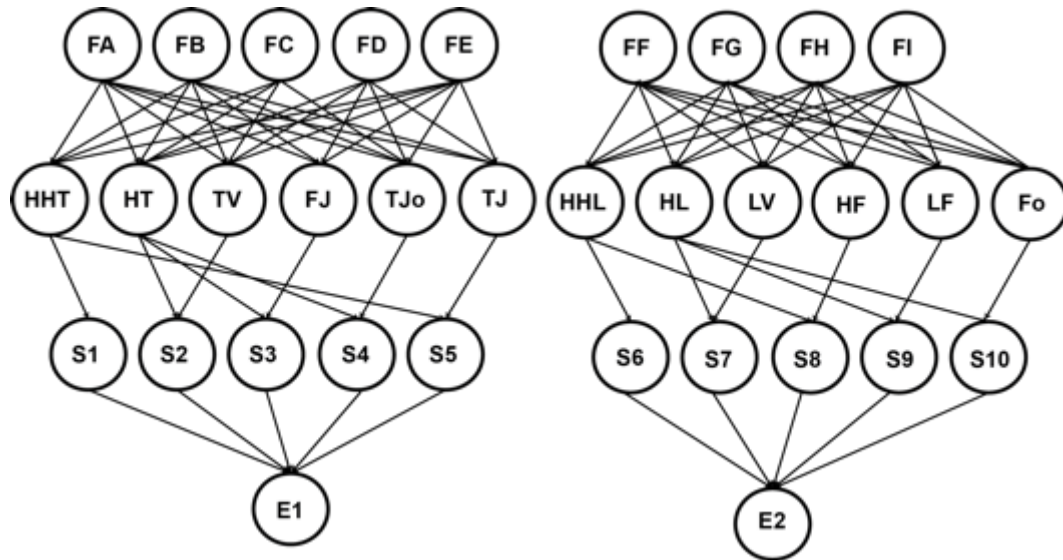 FA FB FC FD FE FF FG FH FI
HHT HT TV FJ TJo TJ HHL HL LV HF LF Fo
S1 S2 S3 S4 S5 S6 S7 S8 S9 S10
E1 E2